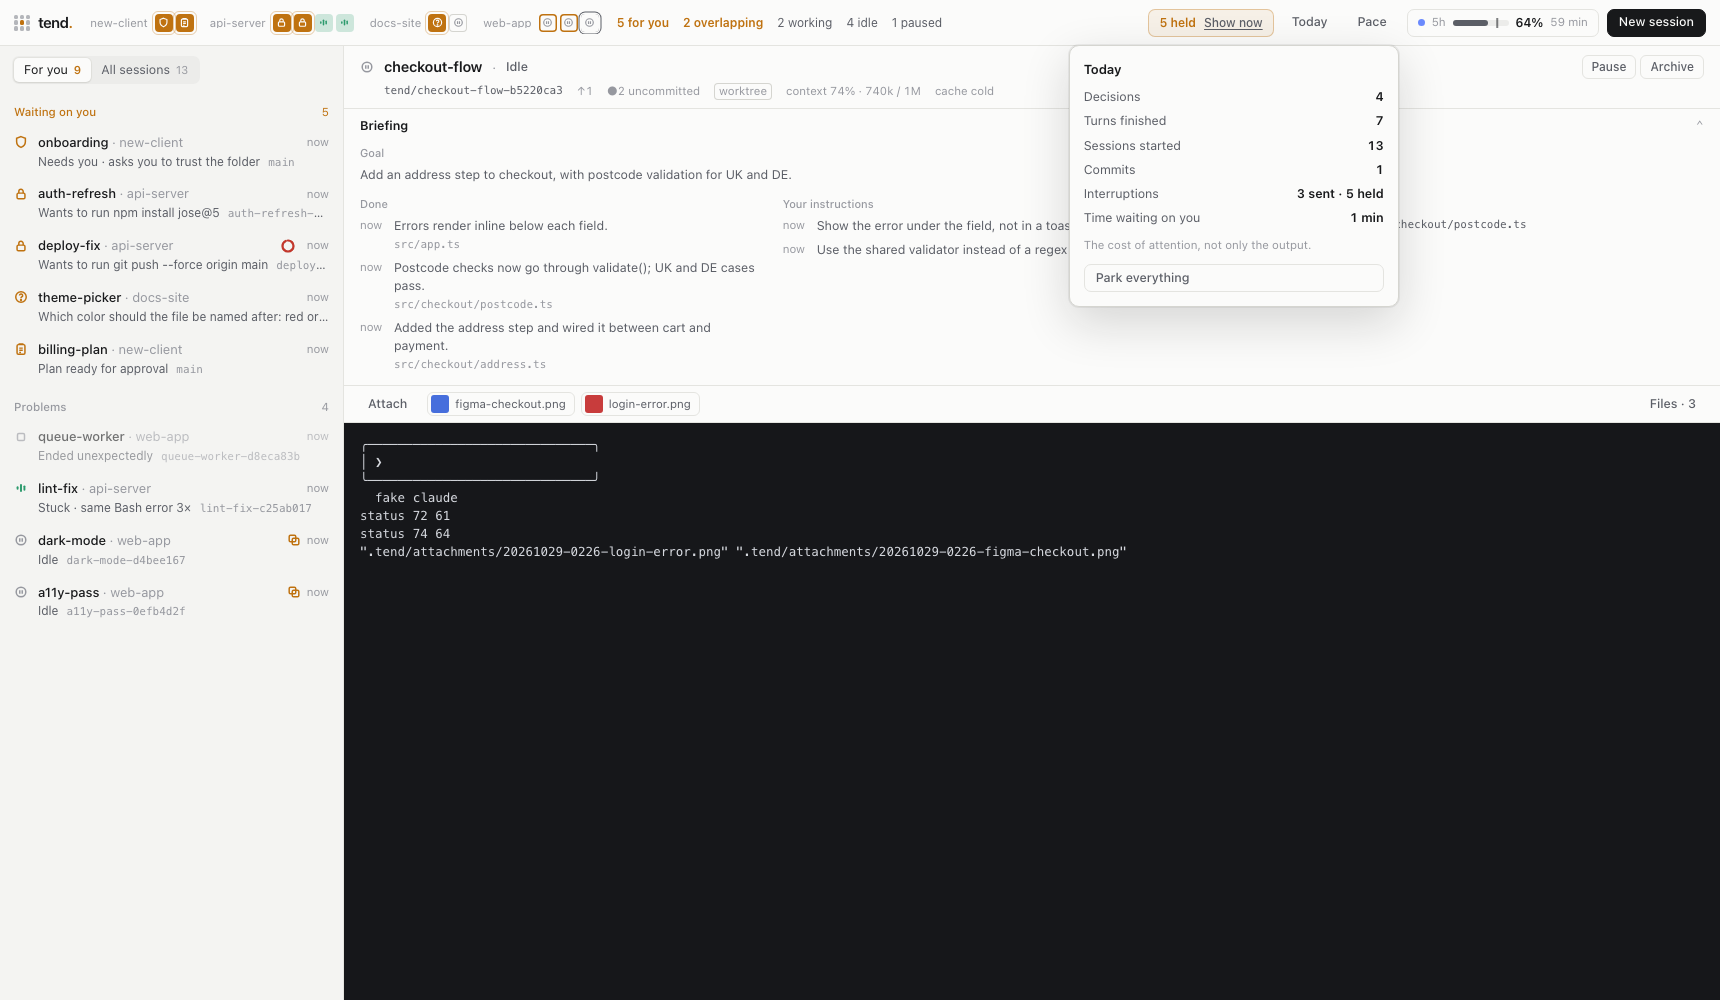 tend. new-client api-server docs-site web-app 5 for you 2 overlapping 2 working 4 idle 1 paused 5 held Show now Today Pace 5h 64% 59 min New session
For you 9 All sessions 13
Waiting on you 5
onboarding · new-client now
Needs you · asks you to trust the folder main
auth-refresh · api-server now
Wants to run npm install jose@5 auth-refresh-…
deploy-fix · api-server now
Wants to run git push --force origin main deploy…
theme-picker · docs-site now
Which color should the file be named after: red or…
billing-plan · new-client now
Plan ready for approval main
Problems 4
queue-worker · web-app now
Ended unexpectedly queue-worker-d8eca83b
lint-fix · api-server now
Stuck · same Bash error 3× lint-fix-c25ab017
dark-mode · web-app now
Idle dark-mode-d4bee167
a11y-pass · web-app now
Idle a11y-pass-0efb4d2f
checkout-flow · Idle
Pause Archive
tend/checkout-flow-b5220ca3 ↑1 ●2 uncommitted worktree context 74% · 740k / 1M cache cold
Briefing
Goal
Add an address step to checkout, with postcode validation for UK and DE.
Done
now Errors render inline below each field.
src/app.ts
now Postcode checks now go through validate(); UK and DE cases
pass.
src/checkout/postcode.ts
now Added the address step and wired it between cart and
payment.
src/checkout/address.ts
Your instructions
now Show the error under the field, not in a toas
now Use the shared validator instead of a regex
heckout/postcode.ts
Today
Decisions 4
Turns finished 7
Sessions started 13
Commits 1
Interruptions 3 sent · 5 held
Time waiting on you 1 min
The cost of attention, not only the output.
Park everything
Attach figma-checkout.png login-error.png Files · 3
❯
fake claude
status 72 61
status 74 64
".tend/attachments/20261029-0226-login-error.png" ".tend/attachments/20261029-0226-figma-checkout.png"